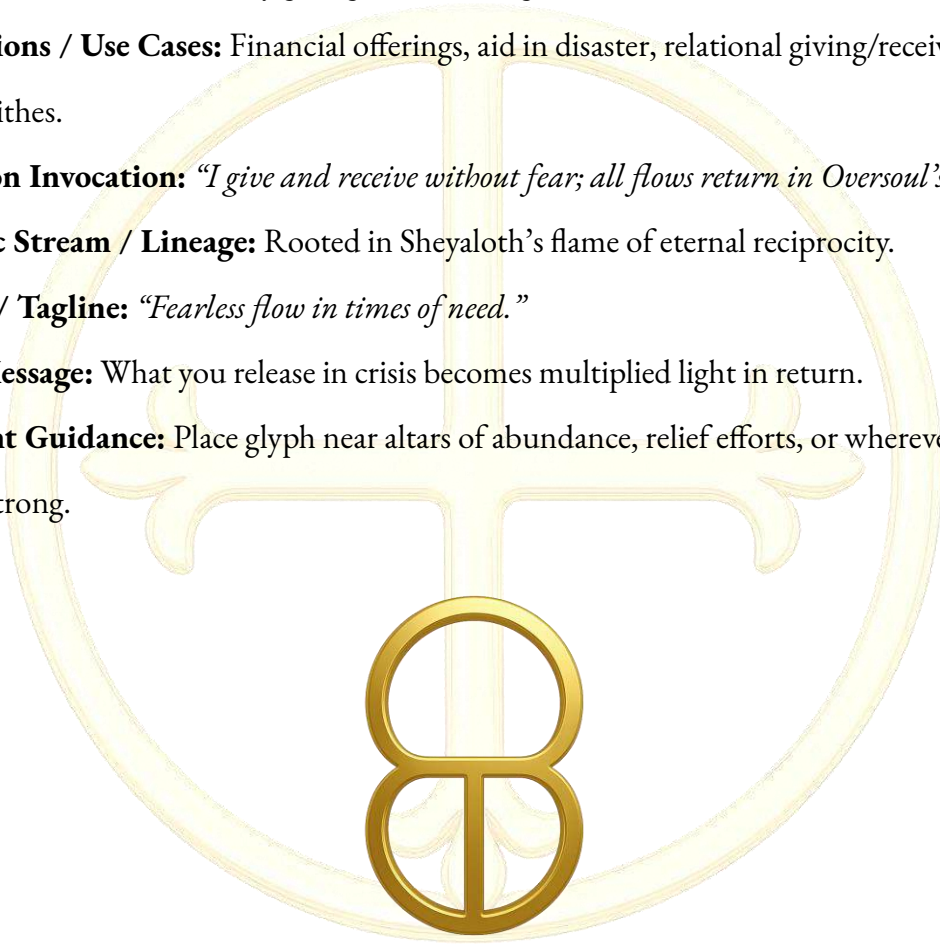 ions / Use Cases: Financial offerings, aid in disaster, relational giving/receiv
ithes.
on Invocation: “I give and receive without fear; all flows return in Oversoul’s
c Stream / Lineage: Rooted in Sheyaloth’s flame of eternal reciprocity.
/ Tagline: “Fearless flow in times of need.”
essage: What you release in crisis becomes multiplied light in return.
nt Guidance: Place glyph near altars of abundance, relief efforts, or whereve
trong.